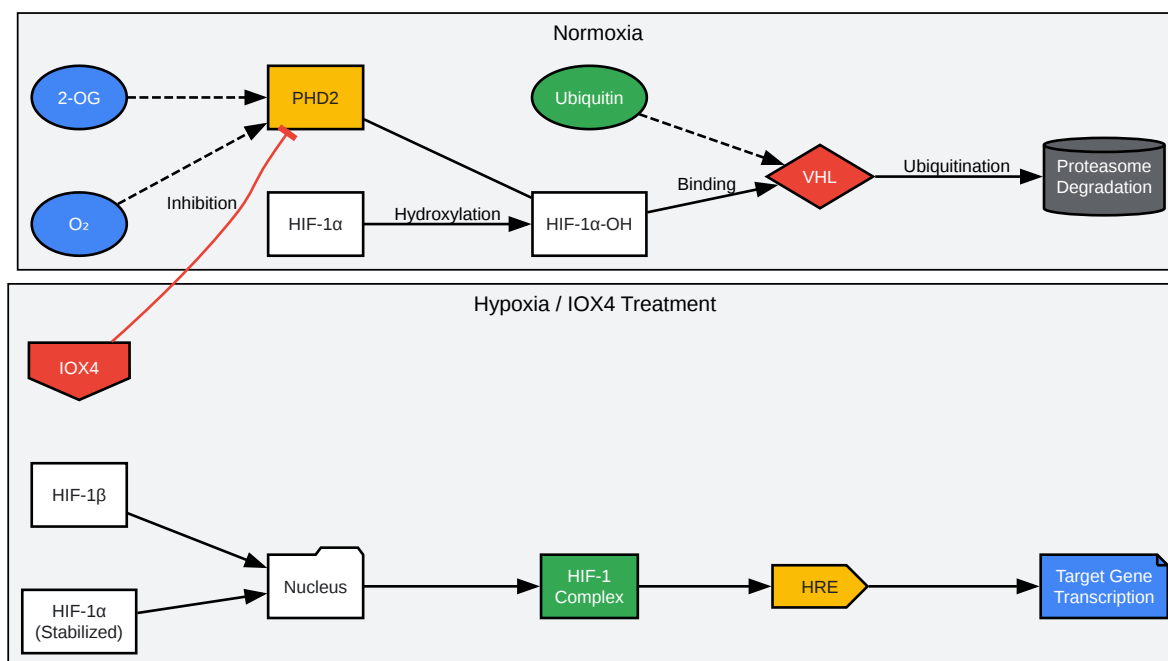 Normoxia
2-OG
PHD2
Ubiquitin
O₂
Inhibition
HIF-1α
Hydroxylation
HIF-1α-OH
Binding
VHL
Ubiquitination
Proteasome
Degradation
Hypoxia / IOX4 Treatment
IOX4
HIF-1β
HIF-1α
(Stabilized)
Nucleus
HIF-1
Complex
HRE
Target Gene
Transcription